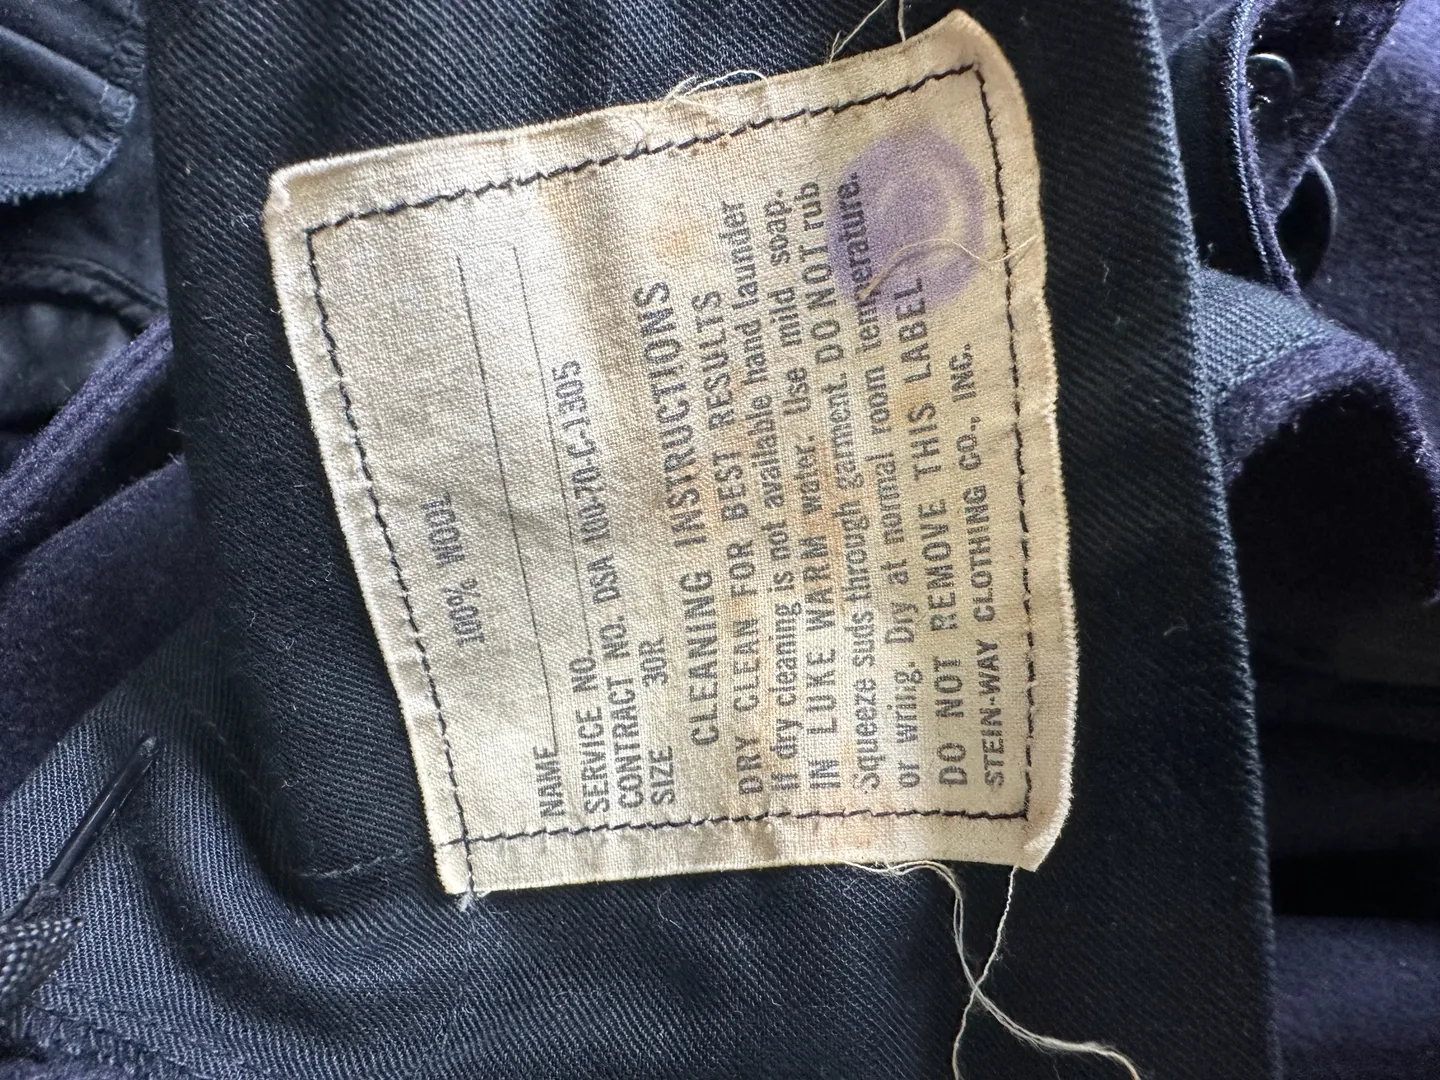 100% WOOL
NAME
SERVICE NO.
CONTRACT NO. DSA 100-70-C-1305
SIZE 30R
CLEANING INSTRUCTIONS
DRY CLEAN FOR BEST RESULTS
If dry cleaning is not available hand launder
IN LUKE WARM water. Use mild soap.
Squeeze suds through garment. DO NOT rub
or wring. Dry at normal room temperature.
DO NOT REMOVE THIS LABEL
STEIN-WAY CLOTHING CO., INC.